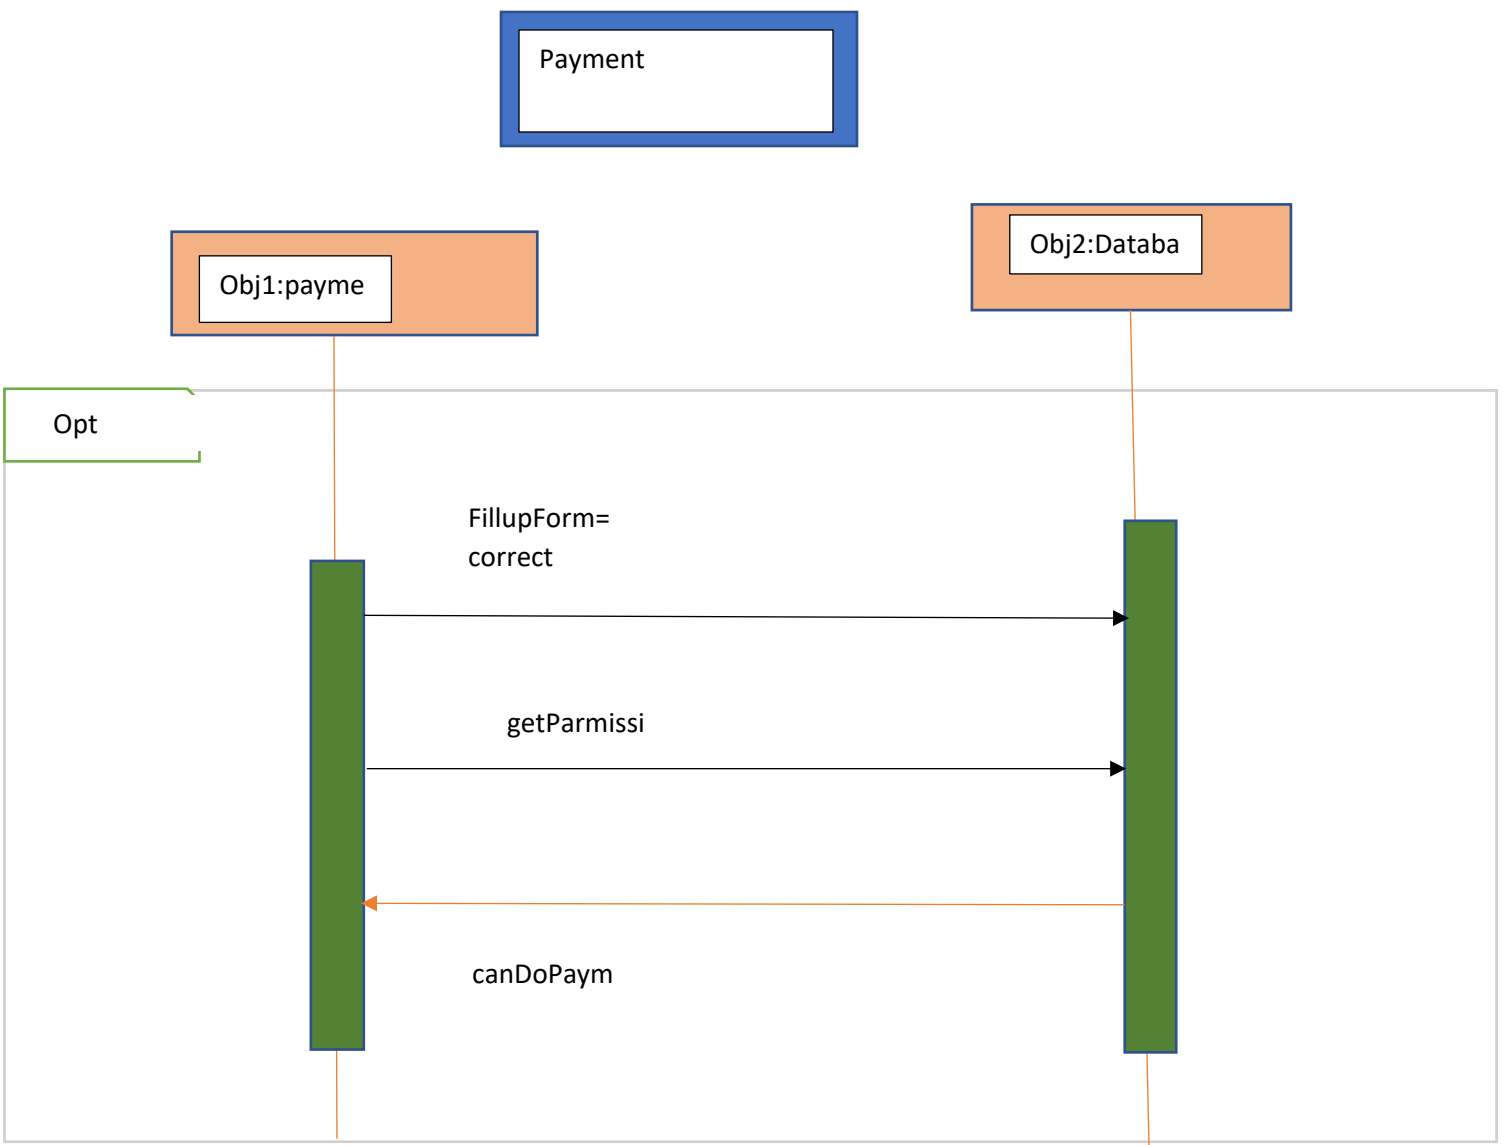 Payment
Obj1:payme
Obj2:Databa
Opt
FillupForm=
correct
getParmissi
canDoPaym